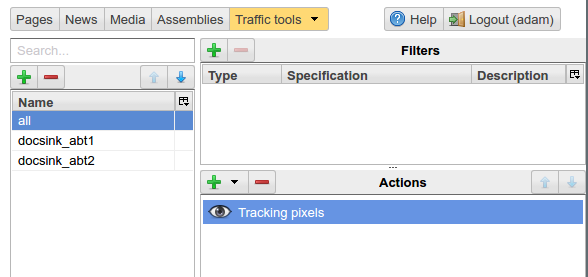 Pages News Media Assemblies Traffic tools Help Logout (adam)
Search...
Filters
Type Specification Description
Name
all
docsink_abt1
docsink_abt2
Actions
Tracking pixels